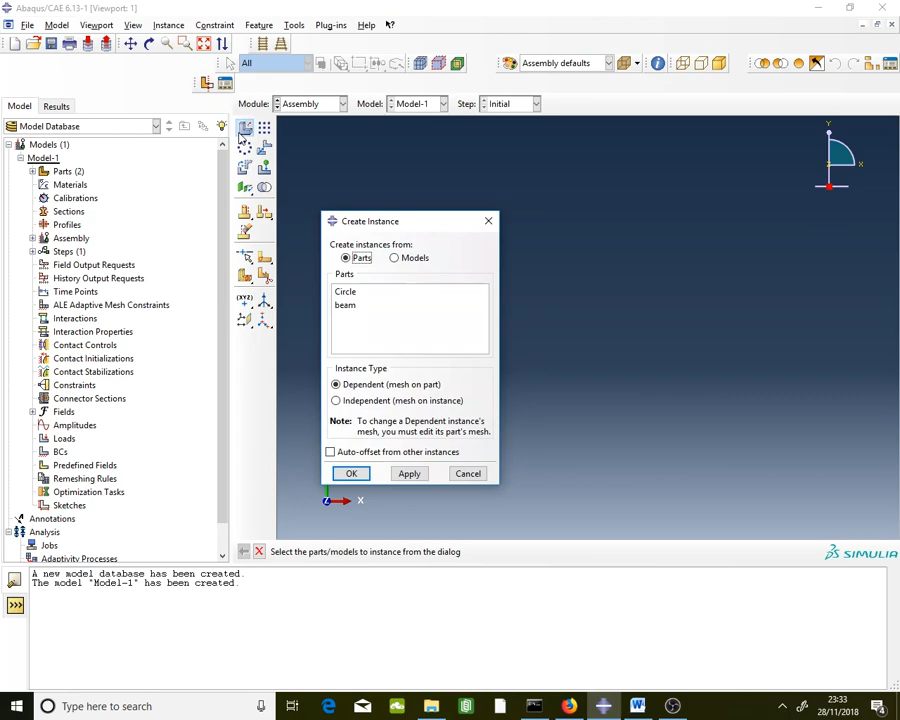 Abaqus/CAE 6.13-1 [Viewport: 1]
File Model Viewport View Instance Constraint Feature Tools Plug-ins Help
All
Assembly defaults
Model Results
Module: Assembly Model: Model-1 Step: Initial
Model Database
Models (1)
Model-1
Parts (2)
Materials
Calibrations
Sections
Profiles
Assembly
Steps (1)
Field Output Requests
History Output Requests
Time Points
ALE Adaptive Mesh Constraints
Interactions
Interaction Properties
Contact Controls
Contact Initializations
Contact Stabilizations
Constraints
Connector Sections
Fields
Amplitudes
Loads
BCs
Predefined Fields
Remeshing Rules
Optimization Tasks
Sketches
Annotations
Analysis
Jobs
Adaptivity Processes
(XYZ)
Y
X
Z
Create Instance
Create instances from:
Parts Models
Parts
Circle
beam
Instance Type
Dependent (mesh on part)
Independent (mesh on instance)
Note: To change a Dependent instance's
mesh, you must edit its part's mesh.
Auto-offset from other instances
OK Apply Cancel
X
Select the parts/models to instance from the dialog
SIMULIA
A new model database has been created.
The model "Model-1" has been created.
>>>
Type here to search
23:33
28/11/2018
4